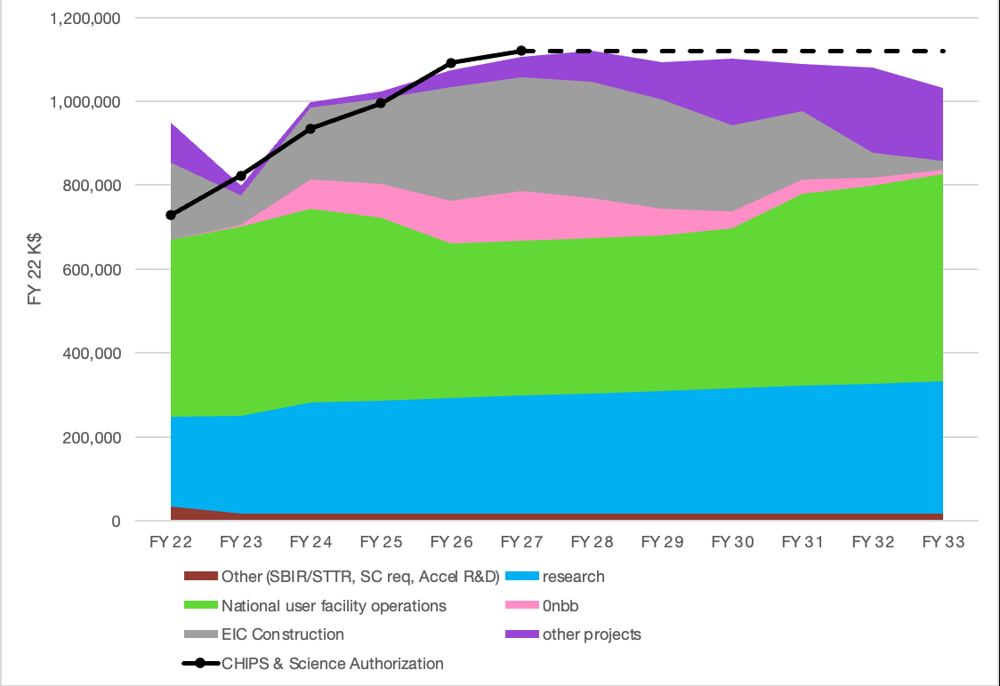 1,200,000
1,000,000
800,000
600,000
400,000
200,000
0
FY 22 K$
FY 22 FY 23 FY 24 FY 25 FY 26 FY 27 FY 28 FY 29 FY 30 FY 31 FY 32 FY 33
Other (SBIR/STTR, SC req, Accel R&D) research
National user facility operations 0nbb
EIC Construction other projects
CHIPS & Science Authorization